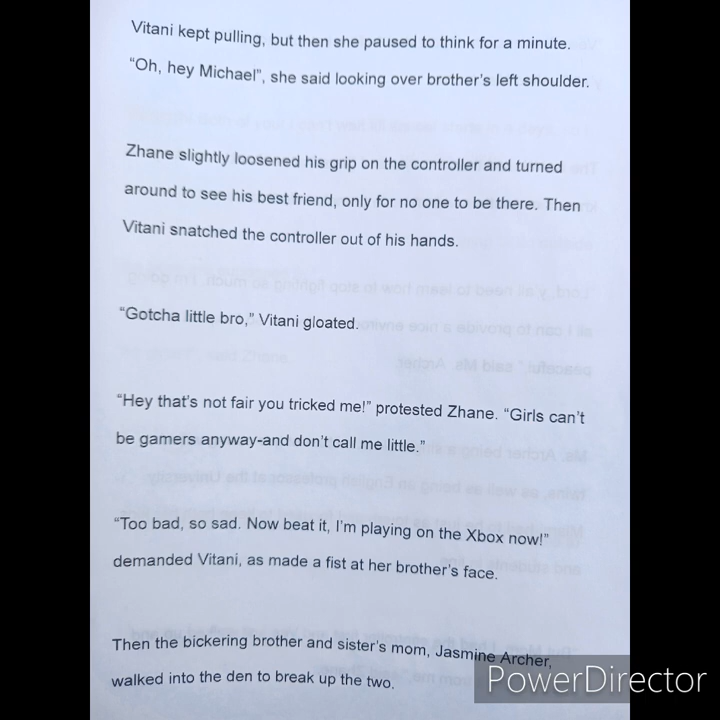 Vitani kept pulling, but then she paused to think for a minute.
“Oh, hey Michael”, she said looking over brother’s left shoulder.
Zhane slightly loosened his grip on the controller and turned
around to see his best friend, only for no one to be there. Then
Vitani snatched the controller out of his hands.
“Gotcha little bro,” Vitani gloated.
“Hey that’s not fair you tricked me!” protested Zhane. “Girls can’t
be gamers anyway-and don’t call me little.”
“Too bad, so sad. Now beat it, I’m playing on the Xbox now!”
demanded Vitani, as made a fist at her brother’s face.
Then the bickering brother and sister’s mom, Jasmine Archer,
walked into the den to break up the two.
PowerDirector